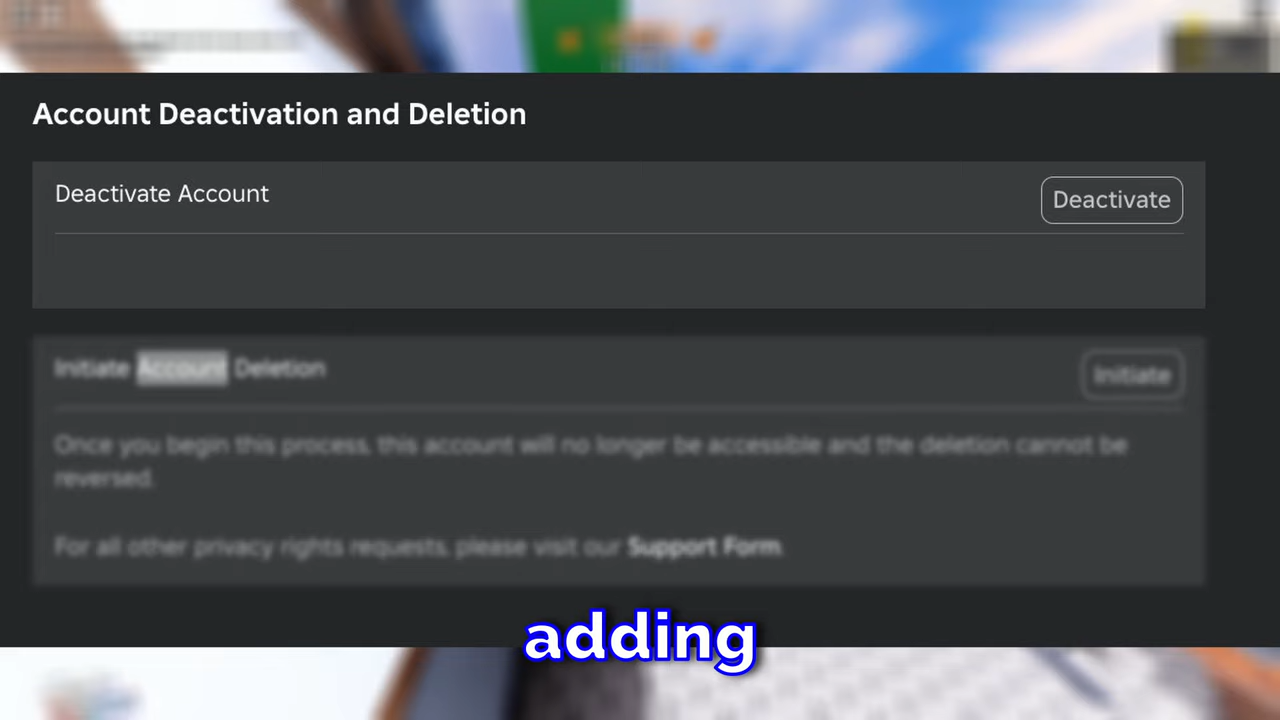 Account Deactivation and Deletion
Deactivate Account
Deactivate
Initiate Account Deletion
Initiate
Once you begin this process, this account will no longer be accessible and the deletion cannot be
reversed.
For all other privacy rights requests, please visit our Support Form.
adding